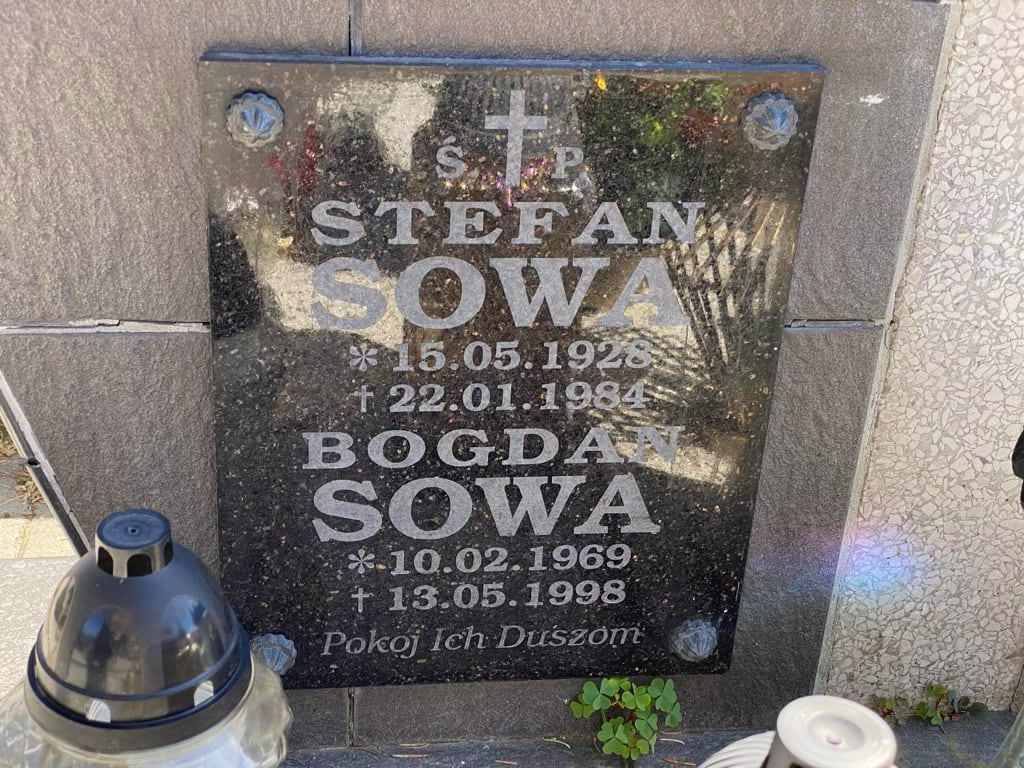 Ś. P
STEFAN
SOWA
* 15.05.1928
† 22.01.1984
BOGDAN
SOWA
* 10.02.1969
† 13.05.1998
Pokoj Ich Duszom